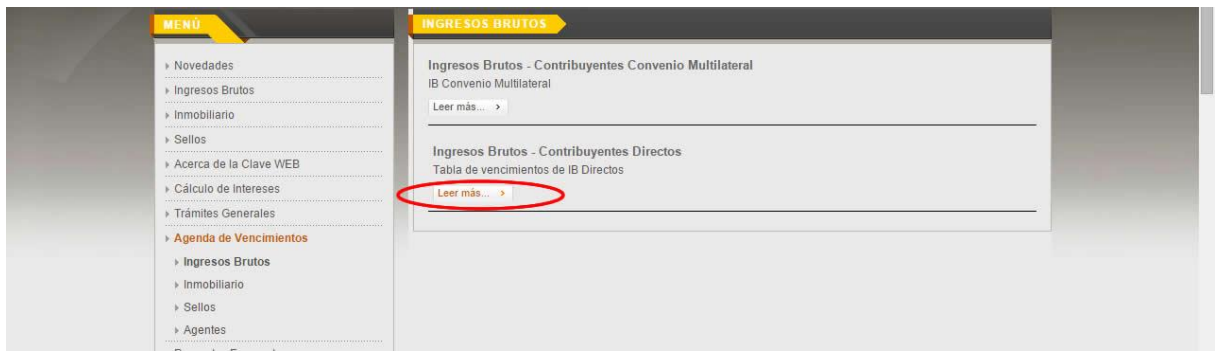 MENÚ
Novedades
Ingresos Brutos
Inmobiliario
Sellos
Acerca de la Clave WEB
Cálculo de Intereses
Trámites Generales
Agenda de Vencimientos
Ingresos Brutos
Inmobiliario
Sellos
Agentes
INGRESOS BRUTOS
Ingresos Brutos - Contribuyentes Convenio Multilateral
IB Convenio Multilateral
Leer más...
Ingresos Brutos - Contribuyentes Directos
Tabla de vencimientos de IB Directos
Leer más...